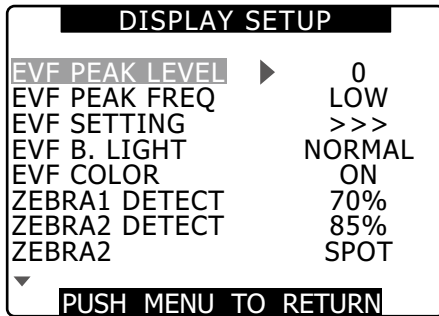 DISPLAY SETUP
EVF PEAK LEVEL 0
EVF PEAK FREQ LOW
EVF SETTING >>>
EVF B. LIGHT NORMAL
EVF COLOR ON
ZEBRA1 DETECT 70%
ZEBRA2 DETECT 85%
ZEBRA2 SPOT
PUSH MENU TO RETURN